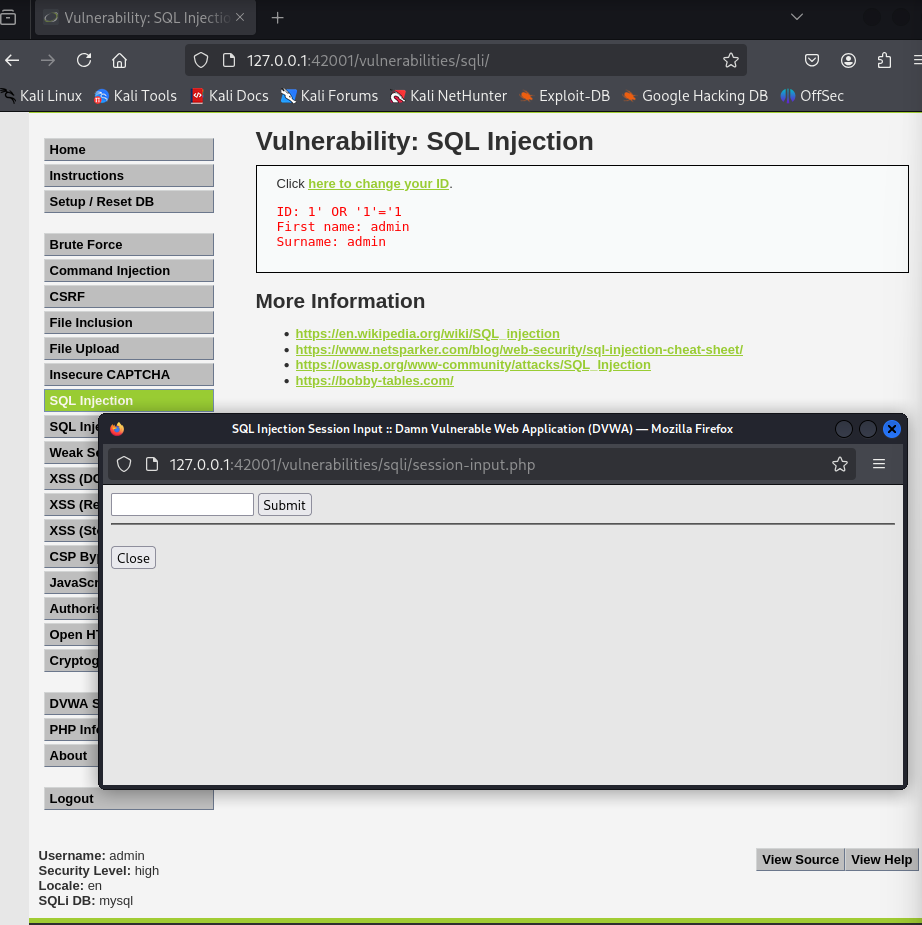 Vulnerability: SQL Injectio
127.0.0.1:42001/vulnerabilities/sqli/
Kali Linux Kali Tools Kali Docs Kali Forums Kali NetHunter Exploit-DB Google Hacking DB OffSec
Home
Instructions
Setup / Reset DB
Brute Force
Command Injection
CSRF
File Inclusion
File Upload
Insecure CAPTCHA
SQL Injection
SQL Inje
Weak Se
XSS (DO
XSS (Re
XSS (Sto
CSP Byp
JavaScr
Authoris
Open HT
Cryptog
DVWA S
PHP Info
About
Logout
Vulnerability: SQL Injection
Click here to change your ID.
ID: 1' OR '1'='1
First name: admin
Surname: admin
More Information
https://en.wikipedia.org/wiki/SQL_injection
https://www.netsparker.com/blog/web-security/sql-injection-cheat-sheet/
https://owasp.org/www-community/attacks/SQL_Injection
https://bobby-tables.com/
SQL Injection Session Input :: Damn Vulnerable Web Application (DVWA) — Mozilla Firefox
127.0.0.1:42001/vulnerabilities/sqli/session-input.php
Submit
Close
Username: admin
Security Level: high
Locale: en
SQLi DB: mysql
View Source View Help